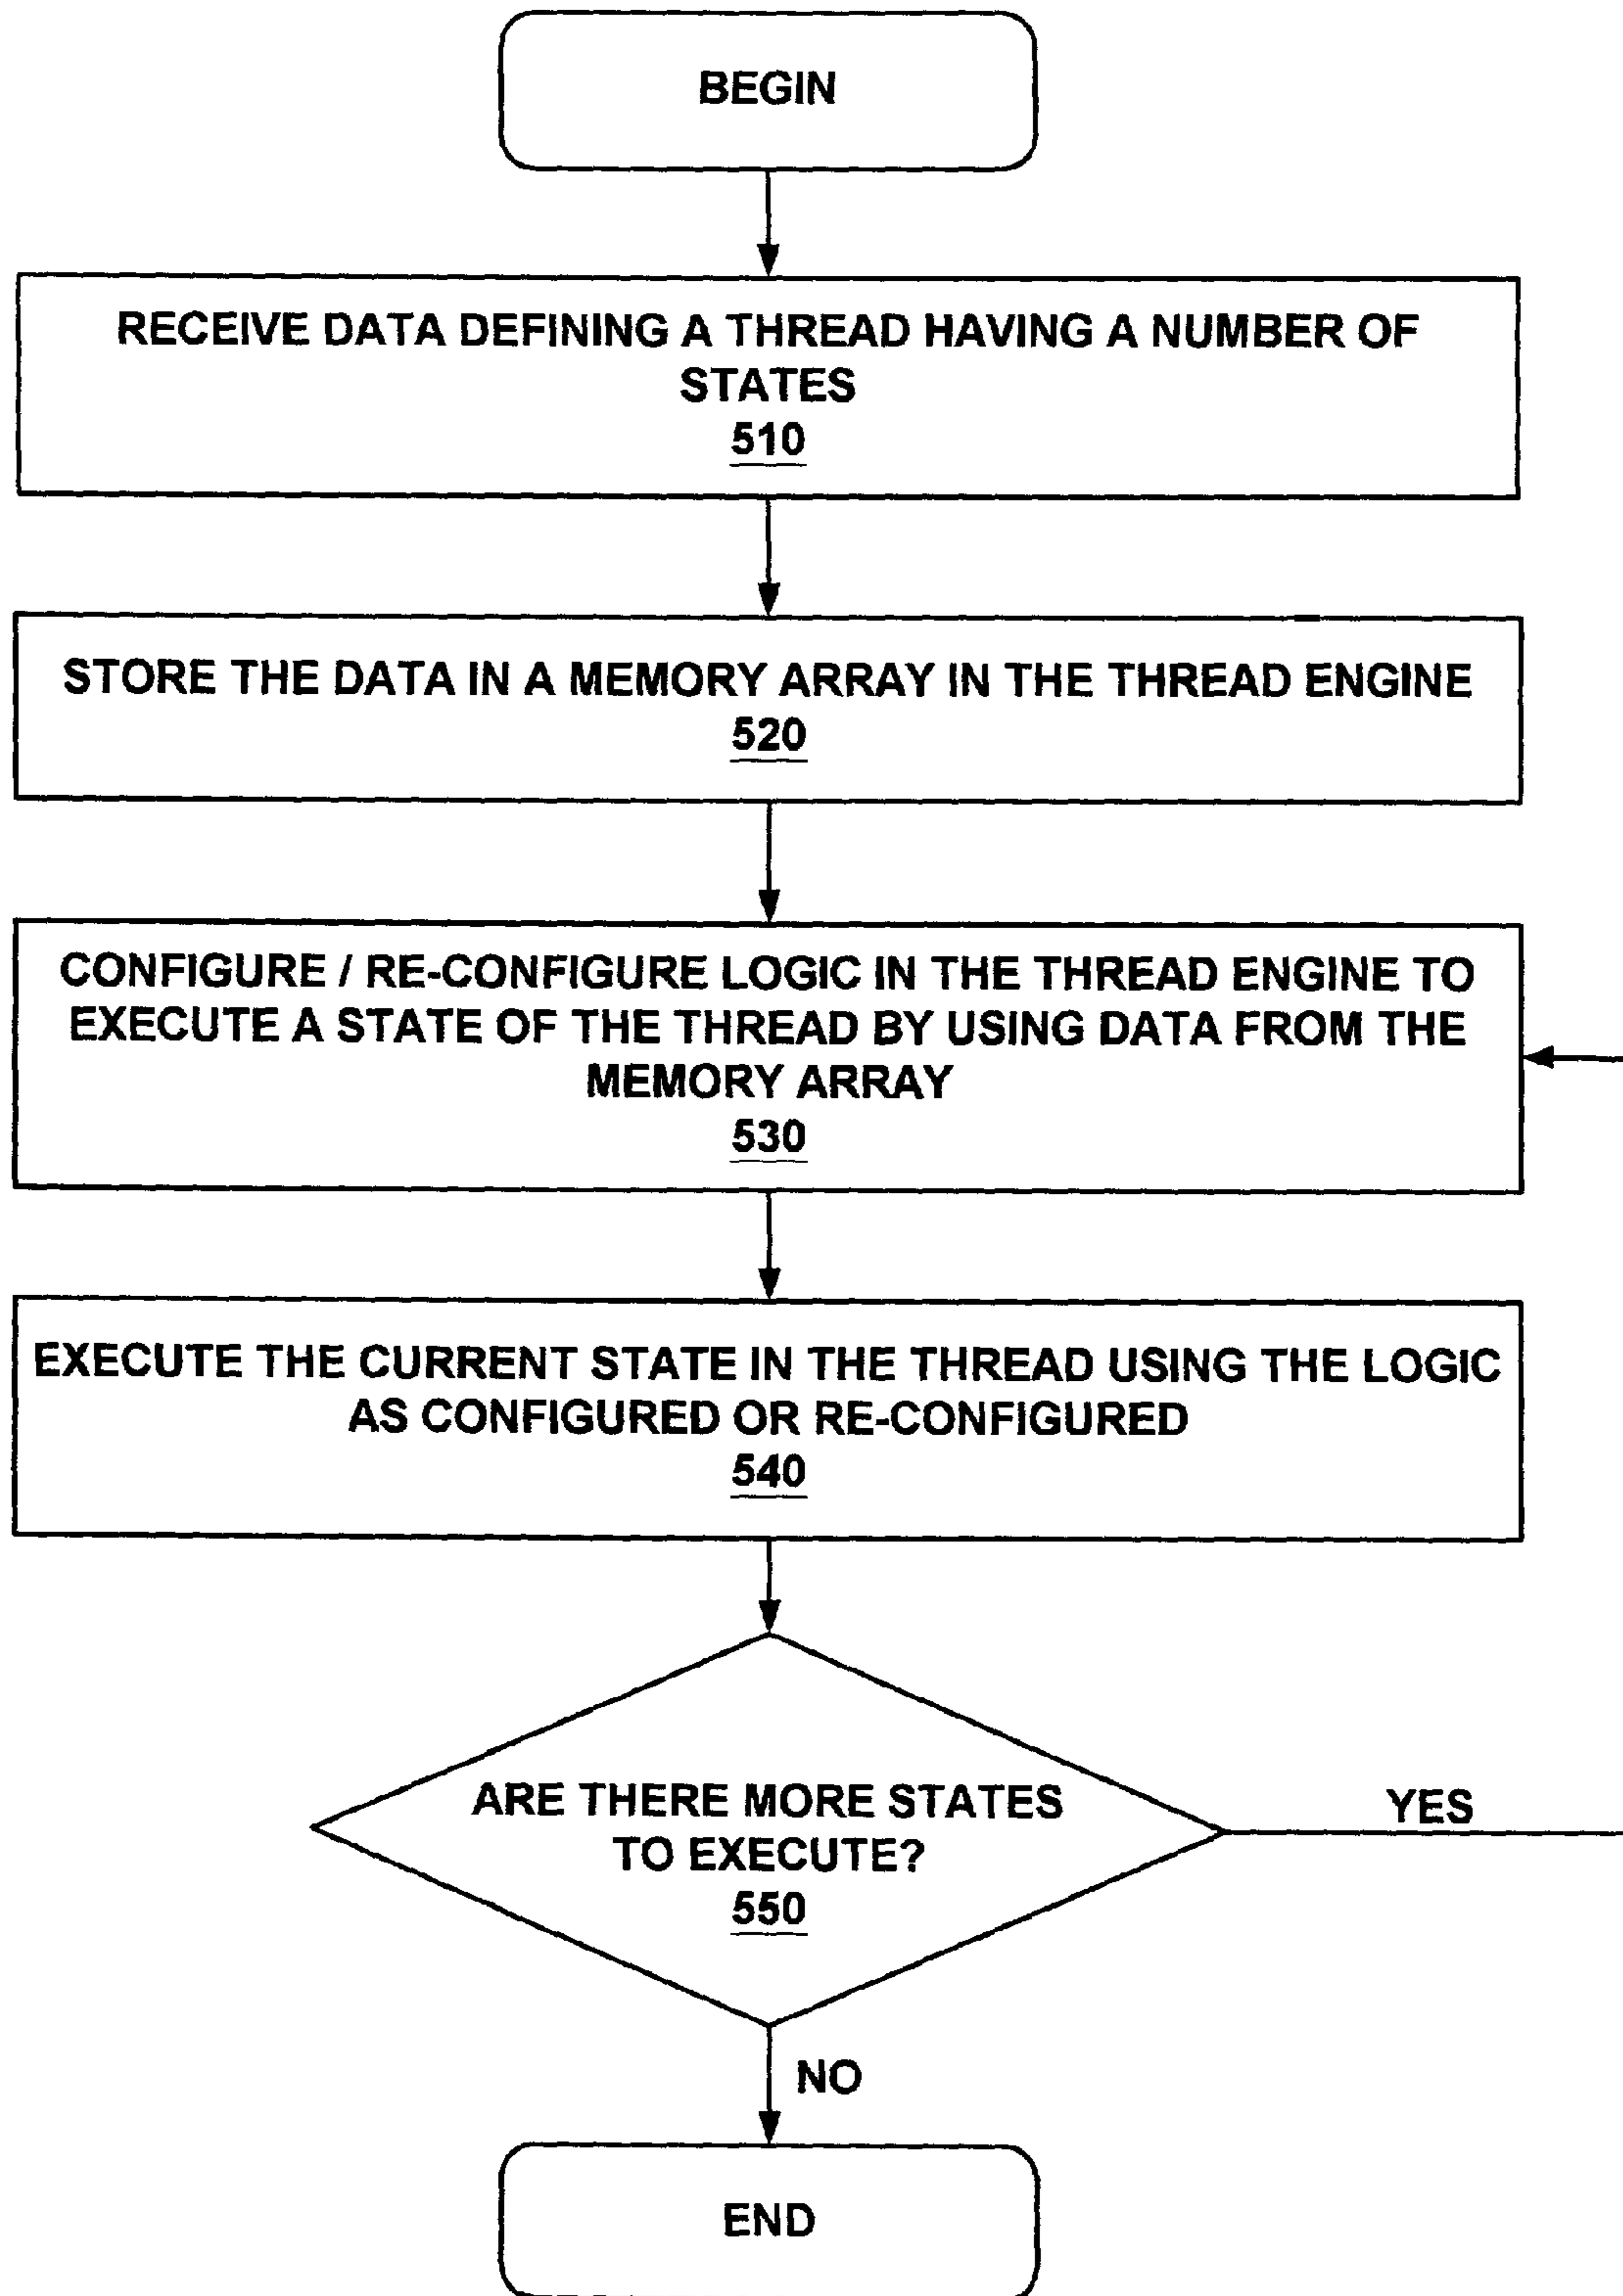 BEGIN
RECEIVE DATA DEFINING A THREAD HAVING A NUMBER OF
STATES
510
STORE THE DATA IN A MEMORY ARRAY IN THE THREAD ENGINE
520
CONFIGURE / RE-CONFIGURE LOGIC IN THE THREAD ENGINE TO
EXECUTE A STATE OF THE THREAD BY USING DATA FROM THE
MEMORY ARRAY
530
EXECUTE THE CURRENT STATE IN THE THREAD USING THE LOGIC
AS CONFIGURED OR RE-CONFIGURED
540
ARE THERE MORE STATES
TO EXECUTE?
550
YES
NO
END